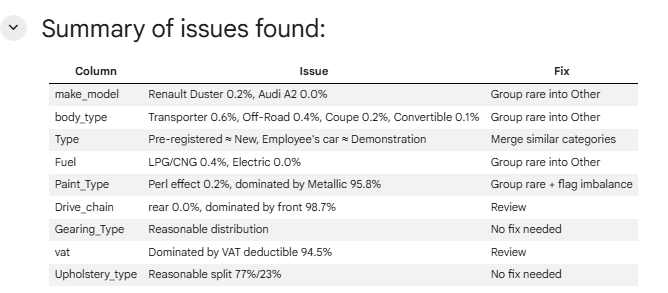 Summary of issues found:
Column Issue Fix
make_model Renault Duster 0.2%, Audi A2 0.0% Group rare into Other
body_type Transporter 0.6%, Off-Road 0.4%, Coupe 0.2%, Convertible 0.1% Group rare into Other
Type Pre-registered ≈ New, Employee's car ≈ Demonstration Merge similar categories
Fuel LPG/CNG 0.4%, Electric 0.0% Group rare into Other
Paint_Type Perl effect 0.2%, dominated by Metallic 95.8% Group rare + flag imbalance
Drive_chain rear 0.0%, dominated by front 98.7% Review
Gearing_Type Reasonable distribution No fix needed
vat Dominated by VAT deductible 94.5% Review
Upholstery_type Reasonable split 77%/23% No fix needed